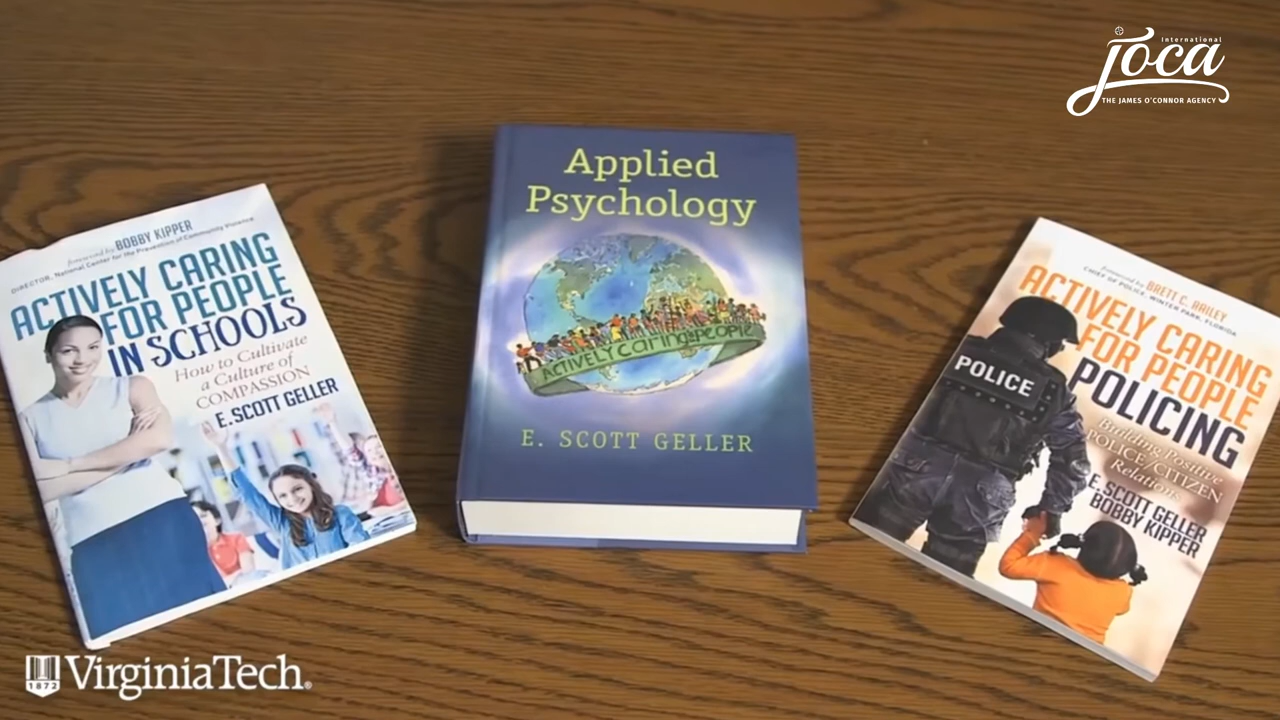 International
joca
THE JAMES O'CONNOR AGENCY
foreword by BOBBY KIPPER
DIRECTOR, National Center for the Prevention of Community Violence
ACTIVELY CARING
FOR PEOPLE
IN SCHOOLS
How to Cultivate
a Culture of
COMPASSION
E. SCOTT GELLER
Applied
Psychology
ACTIVELY caring for PEOPLE
E. SCOTT GELLER
foreword by BRETT C. RAILEY
CHIEF OF POLICE, WINTER PARK, FLORIDA
ACTIVELY CARING
FOR PEOPLE
POLICING
Building Positive
POLICE/CITIZEN
Relations
E. SCOTT GELLER
BOBBY KIPPER
POLICE
1872
VirginiaTech®